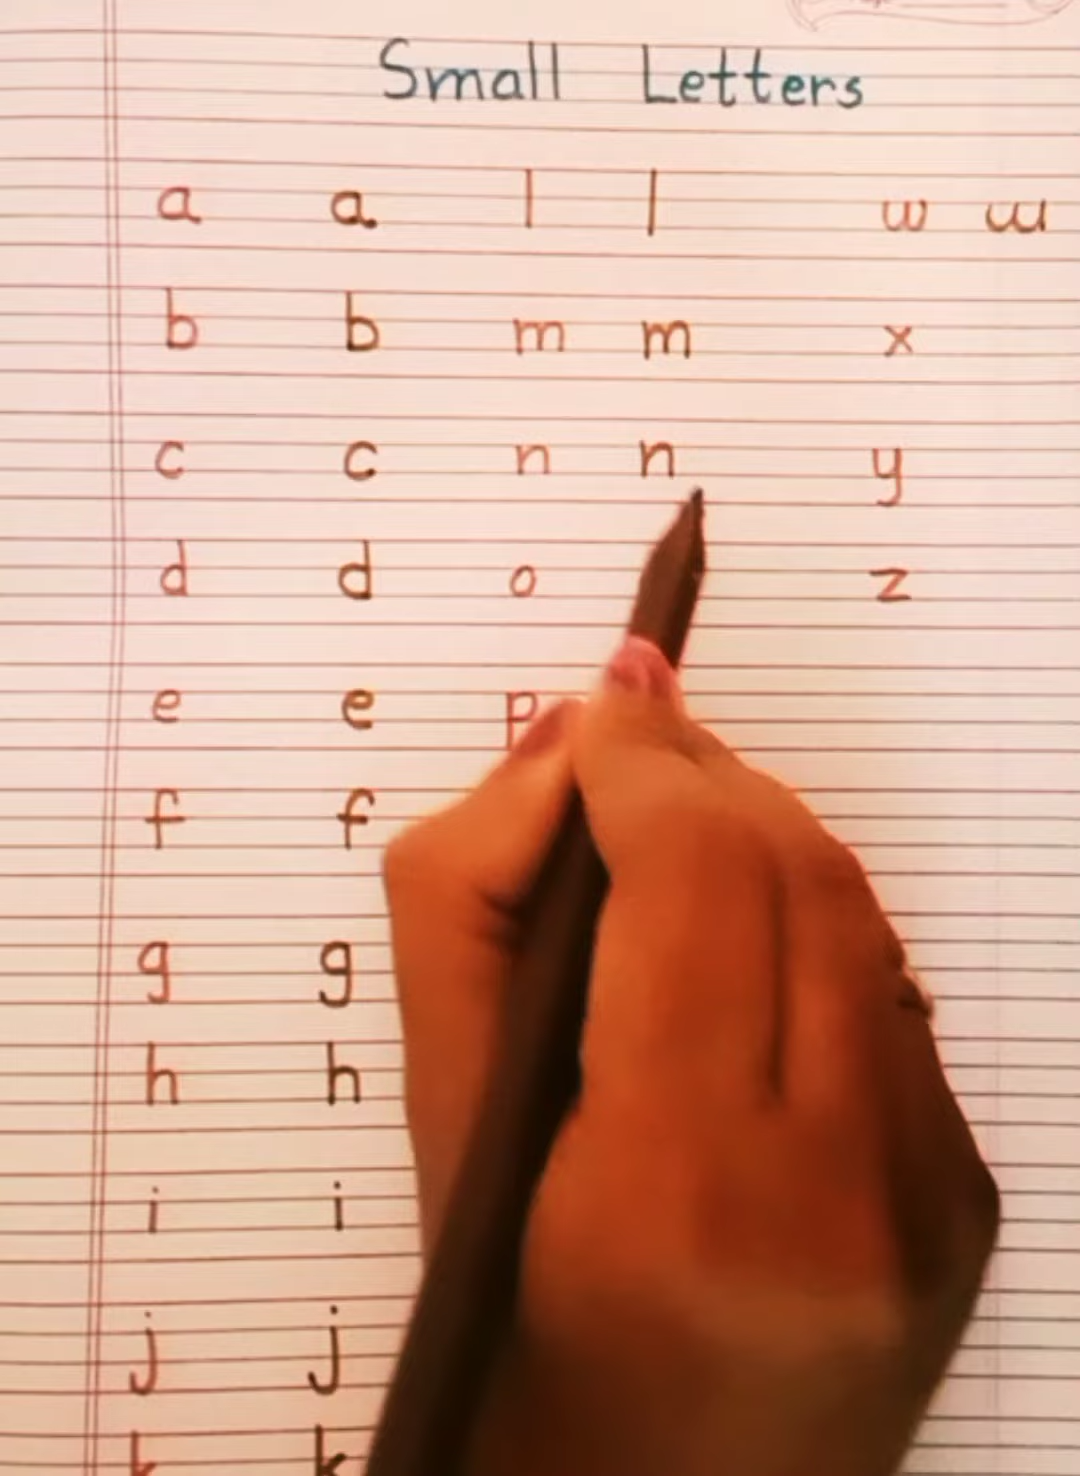 Small Letters
a a l l w w
b b m m x
c c n n y
d d o z
e e p
f f
g g
h h
i i
j j
k k